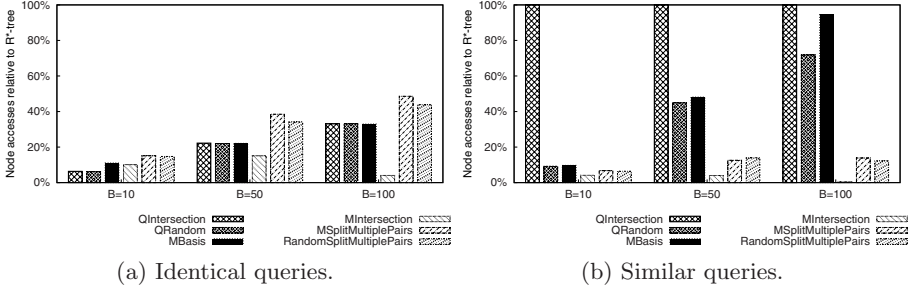 Node accesses relative to R*-tree
100%
80%
60%
40%
20%
0%
B=10 B=50 B=100
QIntersection
QRandom
MBasis
MIntersection
MSplitMultiplePairs
RandomSplitMultiplePairs
(a) Identical queries.
Node accesses relative to R*-tree
100%
80%
60%
40%
20%
0%
B=10 B=50 B=100
QIntersection
QRandom
MBasis
MIntersection
MSplitMultiplePairs
RandomSplitMultiplePairs
(b) Similar queries.